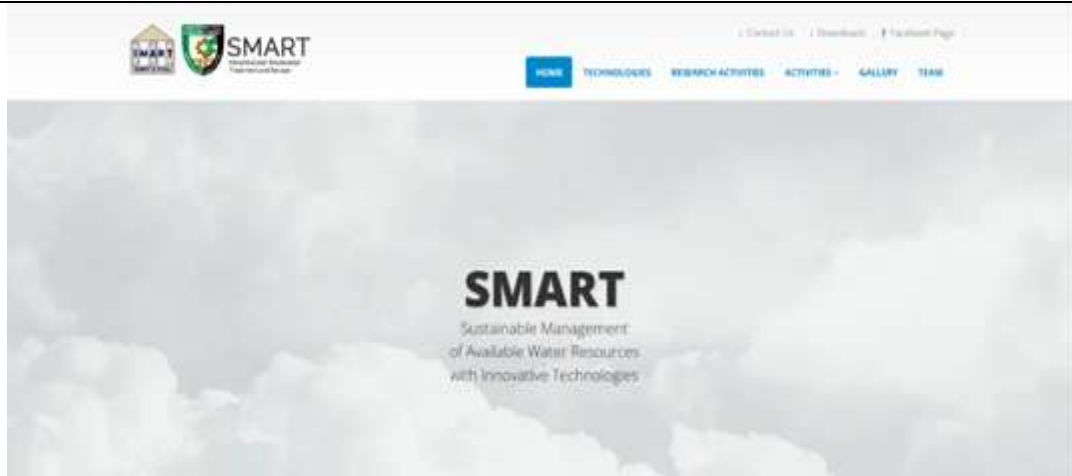 SMART
SMART
Contact Us Downloads Facebook Page
HOME TECHNOLOGIES RESEARCH ACTIVITIES ACTIVITIES GALLERY TEAM
SMART
Sustainable Management
of Available Water Resources
with Innovative Technologies